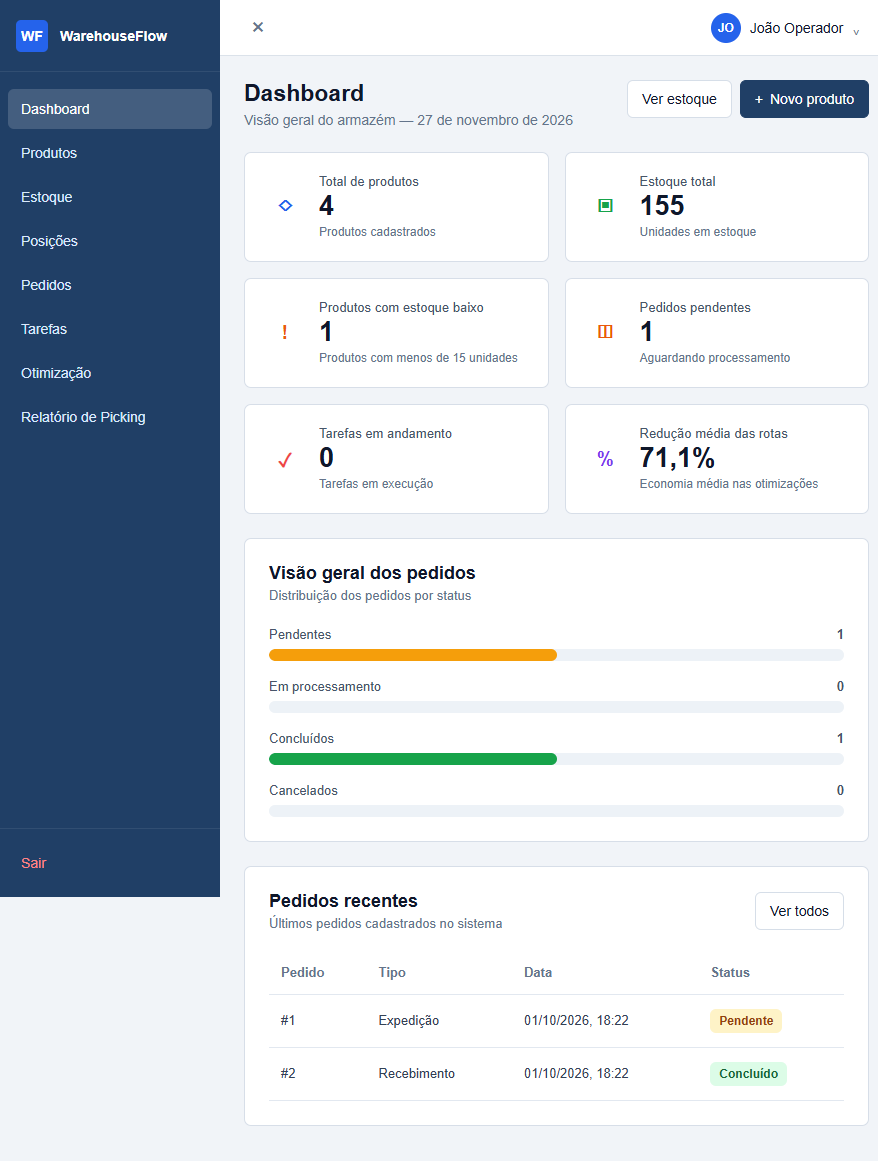 WF WarehouseFlow
Dashboard
Produtos
Estoque
Posições
Pedidos
Tarefas
Otimização
Relatório de Picking
Sair
✕
JO João Operador v
Dashboard
Visão geral do armazém — 27 de novembro de 2026
Ver estoque
+ Novo produto
Total de produtos
4
Produtos cadastrados
Estoque total
155
Unidades em estoque
!
Produtos com estoque baixo
1
Produtos com menos de 15 unidades
Pedidos pendentes
1
Aguardando processamento
✓
Tarefas em andamento
0
Tarefas em execução
%
Redução média das rotas
71,1%
Economia média nas otimizações
Visão geral dos pedidos
Distribuição dos pedidos por status
Pendentes 1
Em processamento 0
Concluídos 1
Cancelados 0
Pedidos recentes
Últimos pedidos cadastrados no sistema
Ver todos
Pedido Tipo Data Status
#1 Expedição 01/10/2026, 18:22 Pendente
#2 Recebimento 01/10/2026, 18:22 Concluído